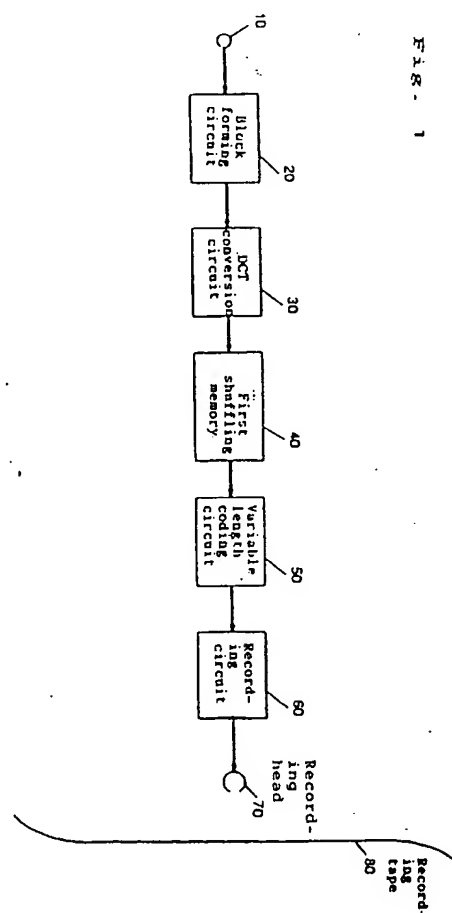 Fig. 1
10
Block
forming
circuit
20
DCT
conversion
circuit
30
First
shuffling
memory
40
Variable
length
coding
circuit
50
Record-
ing
circuit
60
Record-
ing
head
70
80
Record-
ing
tape